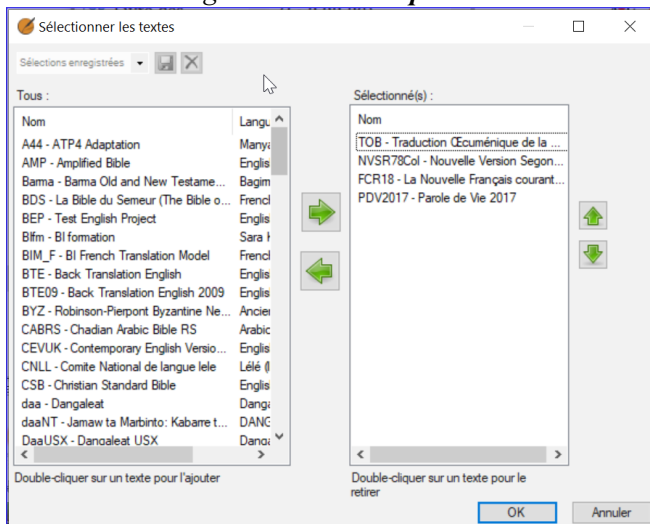 Sélectionner les textes
Sélections enregistrées
Tous :
Nom Langu
A44 - ATP4 Adaptation Manya
AMP - Amplified Bible Englis
Barma - Barma Old and New Testame... Bagirm
BDS - La Bible du Semeur (The Bible o... Frencl
BEP - Test English Project Englis
Blfm - BI formation Sara
BIM_F - BI French Translation Model Frencl
BTE - Back Translation English Englis
BTE09 - Back Translation English 2009 Englis
BYZ - Robinson-Pierpont Byzantine Ne... Ancier
CABRS - Chadian Arabic Bible RS Arabic
CEVUK - Contemporary English Versio... Englis
CNLL - Comite National de langue lele Lélé (
CSB - Christian Standard Bible Englis
daa - Dangaleat Danga
daaNT - Jamaw ta Marbinto: Kabarre t... DANG
DaaUSX - Dangaleat USX Danga
Double-cliquer sur un texte pour l'ajouter
Sélectionné(s) :
Nom
TOB - Traduction Œcuménique de la ...
NVSR78Col - Nouvelle Version Segon...
FCR18 - La Nouvelle Français courant...
PDV2017 - Parole de Vie 2017
Double-cliquer sur un texte pour le
retirer
OK Annuler